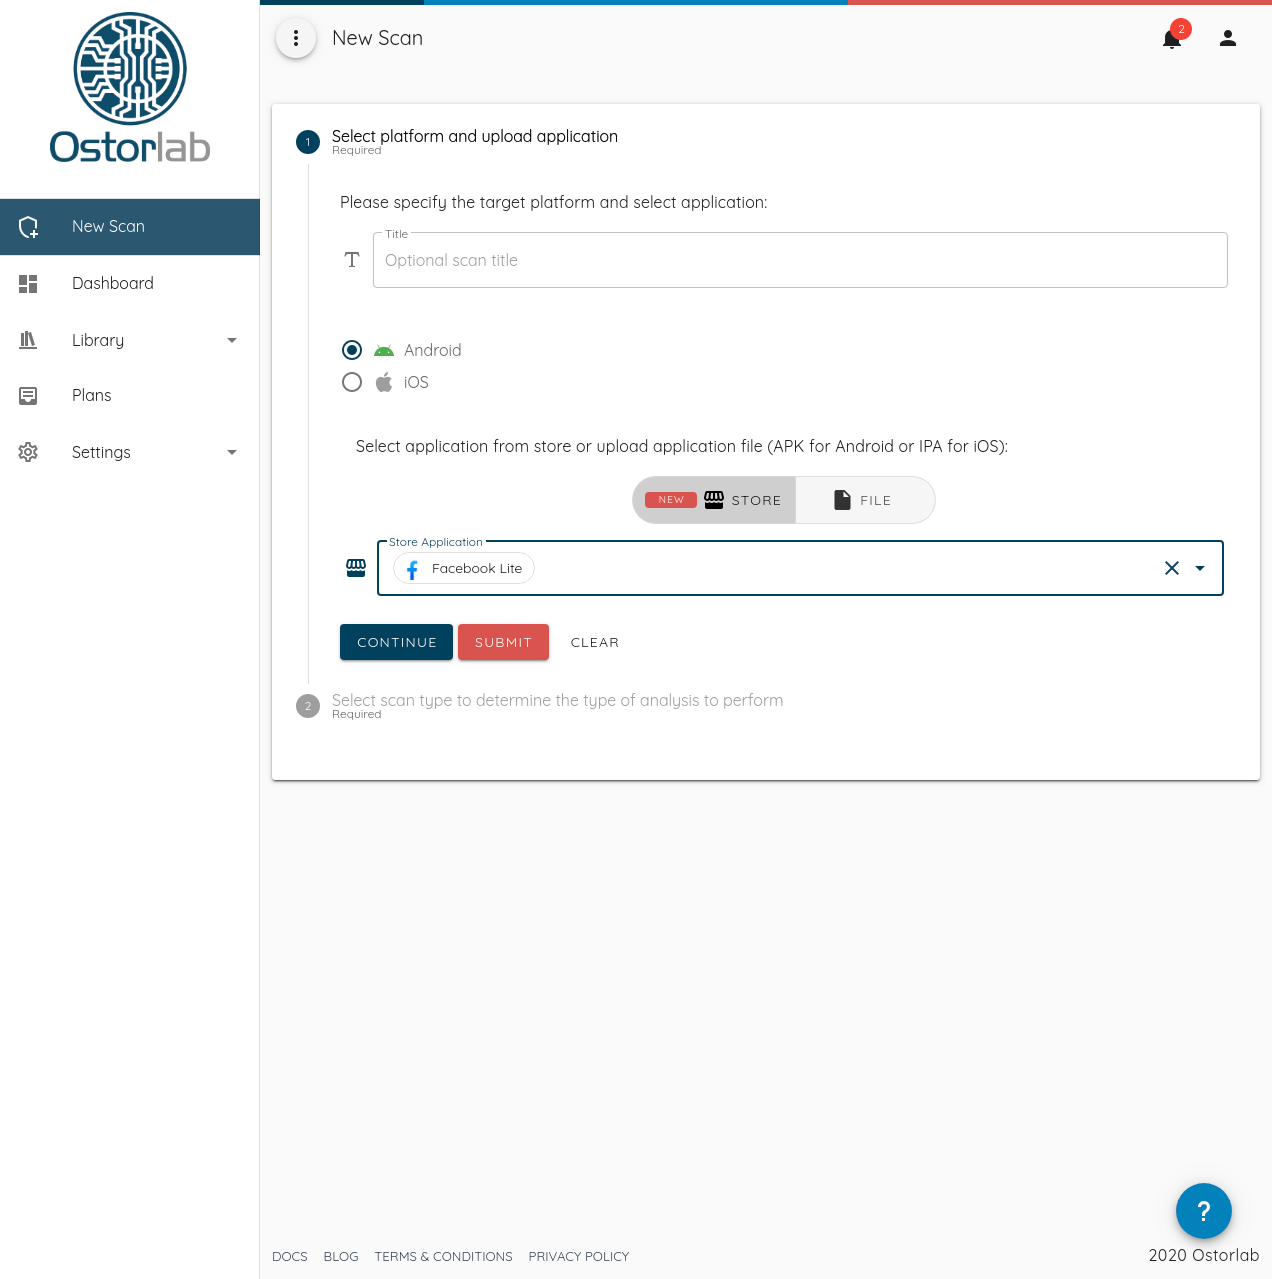 Ostorlab
New Scan
Dashboard
Library
Plans
Settings
New Scan
2
1
Select platform and upload application
Required
Please specify the target platform and select application:
Title
Optional scan title
Android
iOS
Select application from store or upload application file (APK for Android or IPA for iOS):
NEW STORE FILE
Store Application
Facebook Lite
CONTINUE SUBMIT CLEAR
2
Select scan type to determine the type of analysis to perform
Required
?
DOCS BLOG TERMS & CONDITIONS PRIVACY POLICY 2020 Ostorlab